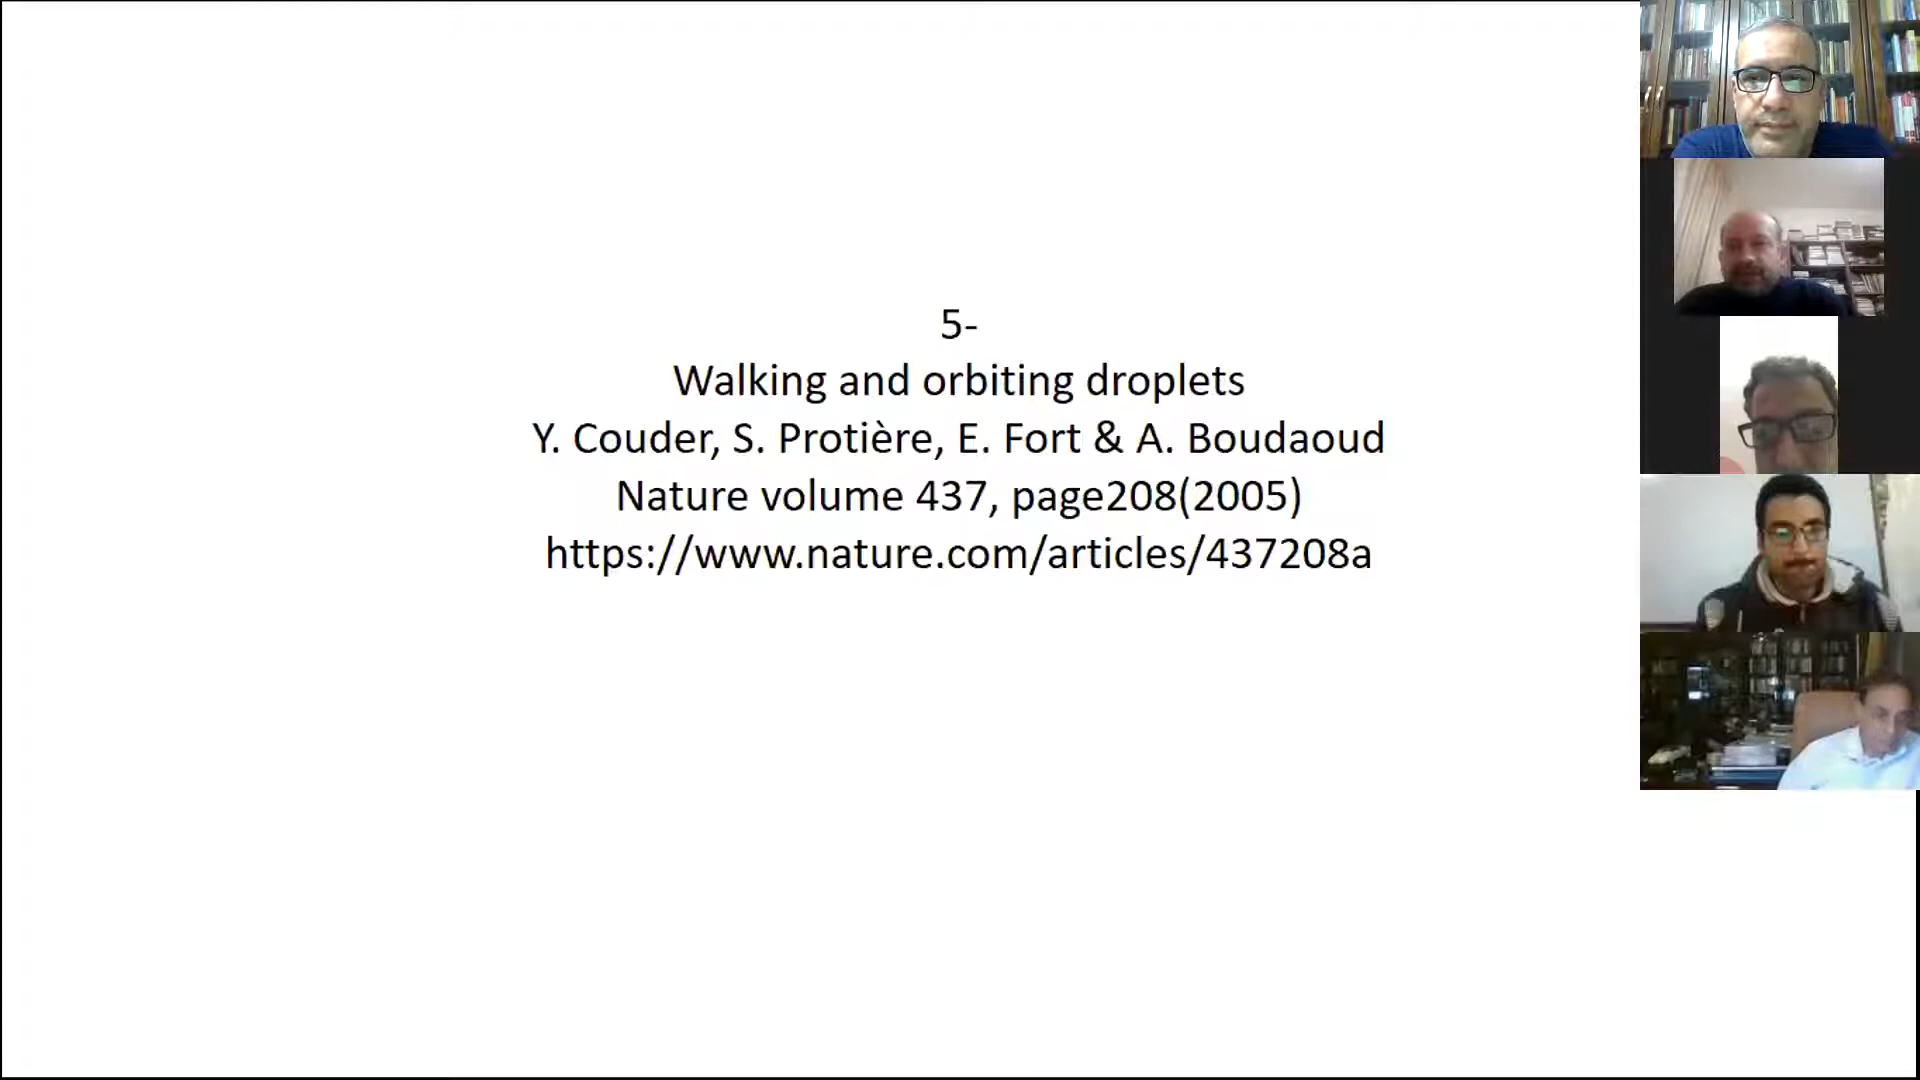 5-
Walking and orbiting droplets
Y. Couder, S. Protière, E. Fort & A. Boudaoud
Nature volume 437, page208(2005)
https://www.nature.com/articles/437208a